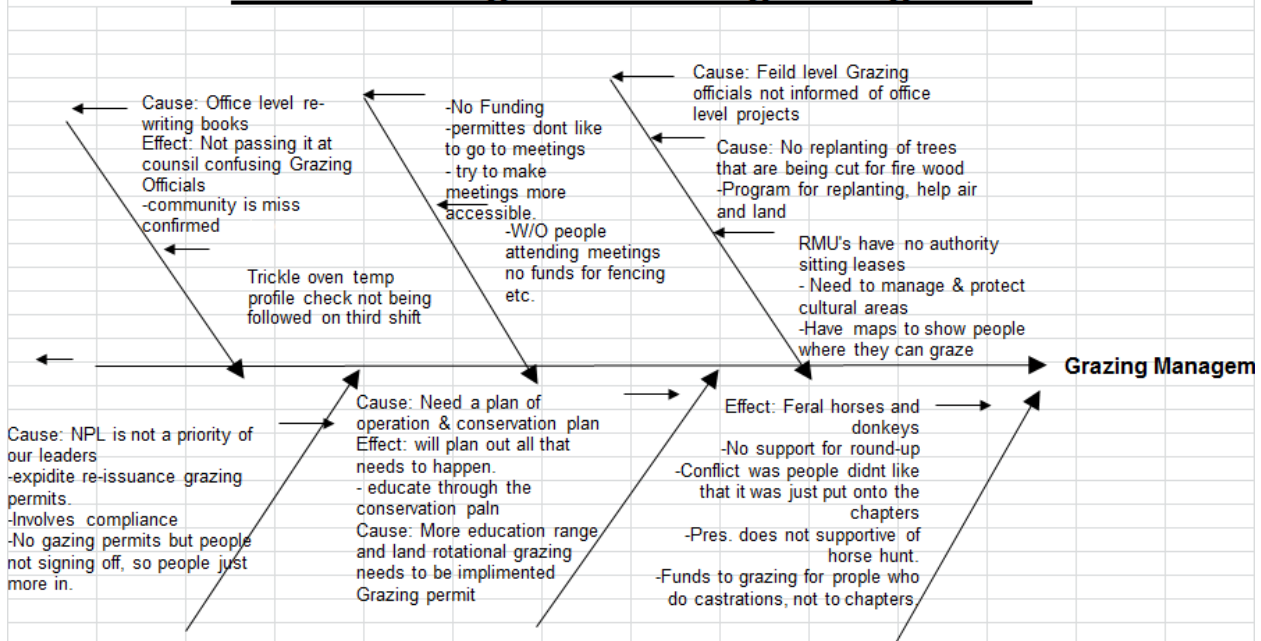 Cause: Office level re-
writing books
Effect: Not passing it at
counsil confusing Grazing
Officials
-community is miss
confirmed
Trickle oven temp
profile check not being
followed on third shift
-No Funding
-permittes dont like
to go to meetings
- try to make
meetings more
accessible.
-W/O people
attending meetings
no funds for fencing
etc.
Cause: Feild level Grazing
officials not informed of office
level projects
Cause: No replanting of trees
that are being cut for fire wood
-Program for replanting, help air
and land
RMU's have no authority
sitting leases
- Need to manage & protect
cultural areas
-Have maps to show people
where they can graze
Grazing Managem
Cause: NPL is not a priority of
our leaders
-expidite re-issuance grazing
permits.
-Involves compliance
-No gazing permits but people
not signing off, so people just
more in.
Cause: Need a plan of
operation & conservation plan
Effect: will plan out all that
needs to happen.
- educate through the
conservation paln
Cause: More education range
and land rotational grazing
needs to be implimented
Grazing permit
Effect: Feral horses and
donkeys
-No support for round-up
-Conflict was people didnt like
that it was just put onto the
chapters
-Pres. does not supportive of
horse hunt.
-Funds to grazing for prople who
do castrations, not to chapters.